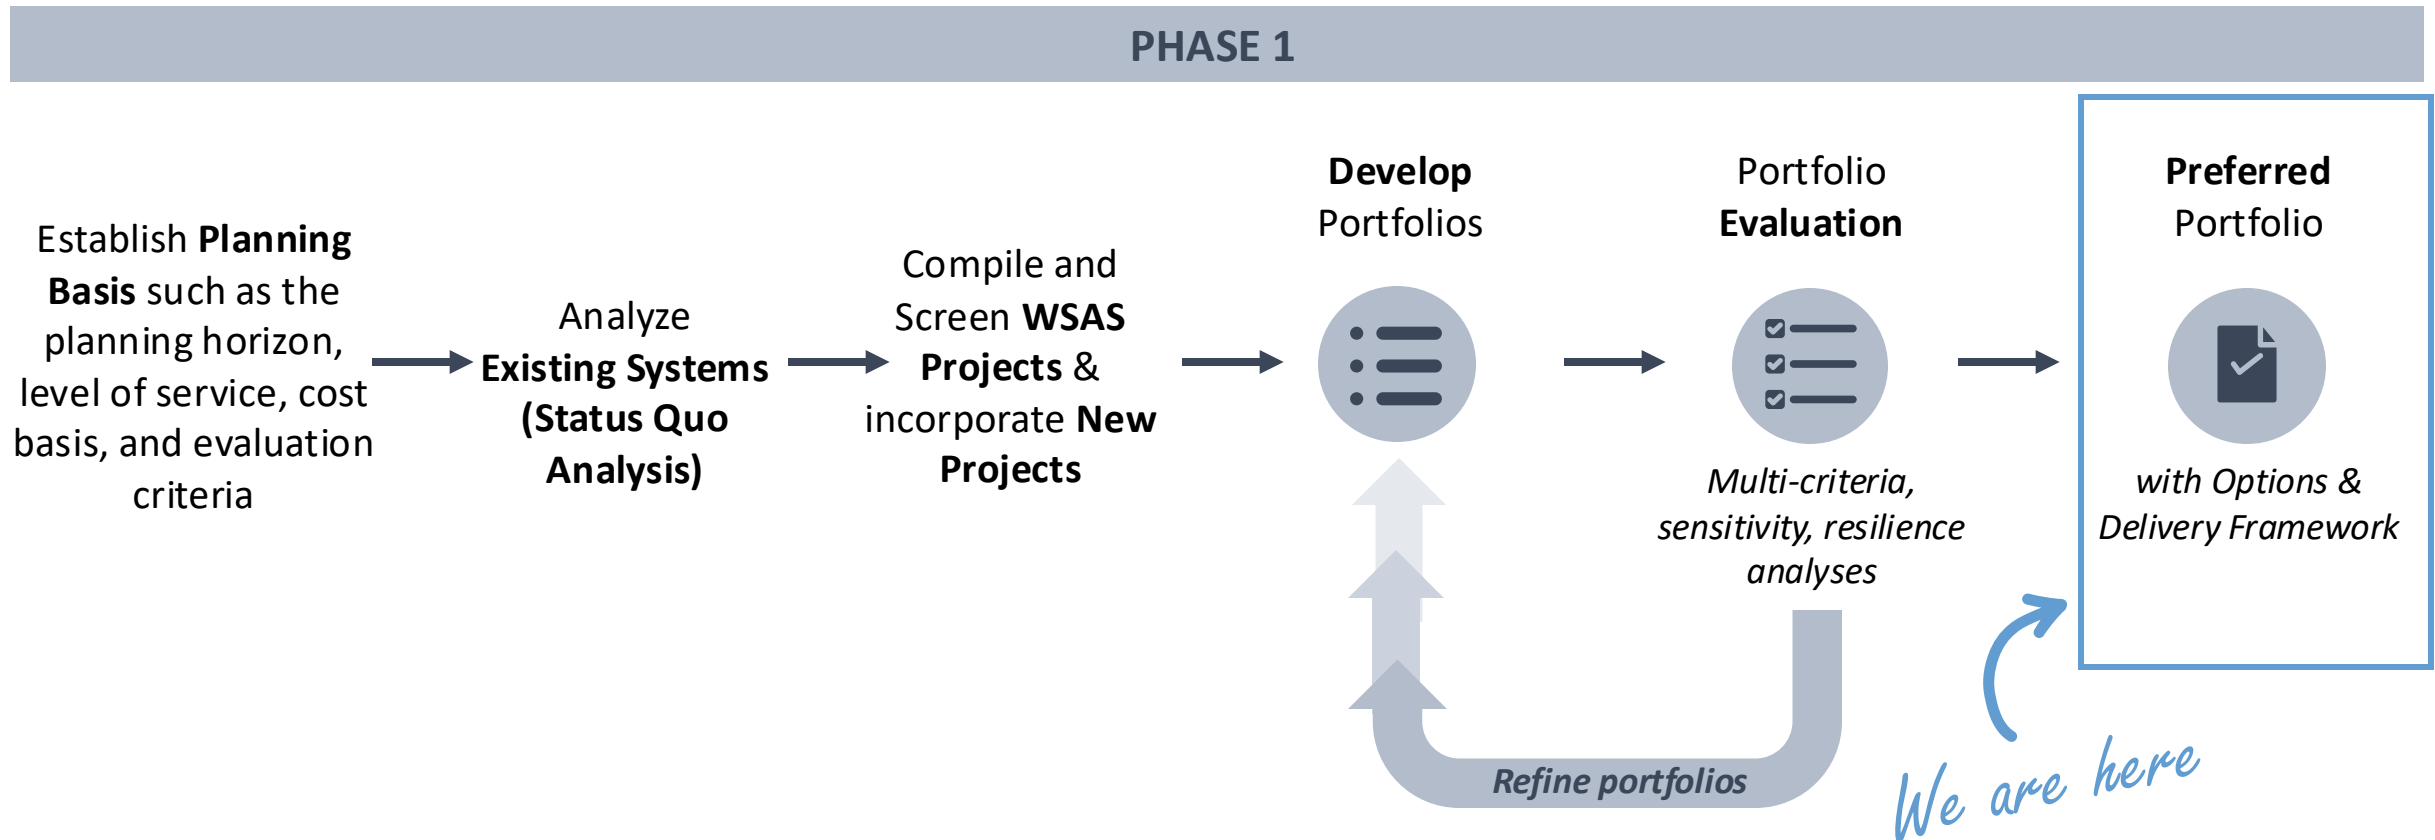 PHASE 1
Establish Planning
Basis such as the
planning horizon,
level of service, cost
basis, and evaluation
criteria
Analyze
Existing Systems
(Status Quo
Analysis)
Compile and
Screen WSAS
Projects &
incorporate New
Projects
Develop
Portfolios
Portfolio
Evaluation
Multi-criteria,
sensitivity, resilience
analyses
Preferred
Portfolio
with Options &
Delivery Framework
Refine portfolios
We are here